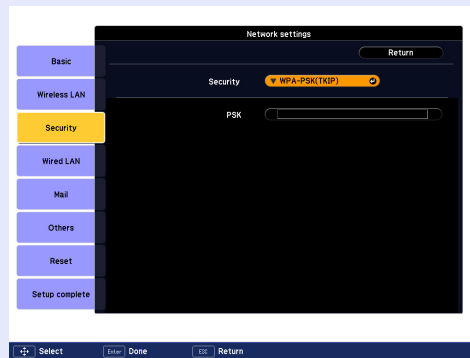 Network settings
Return
Basic
Security ▼ WPA-PSK(TKIP)
Wireless LAN
PSK
Security
Wired LAN
Mail
Others
Reset
Setup complete
Select Enter Done ESC Return